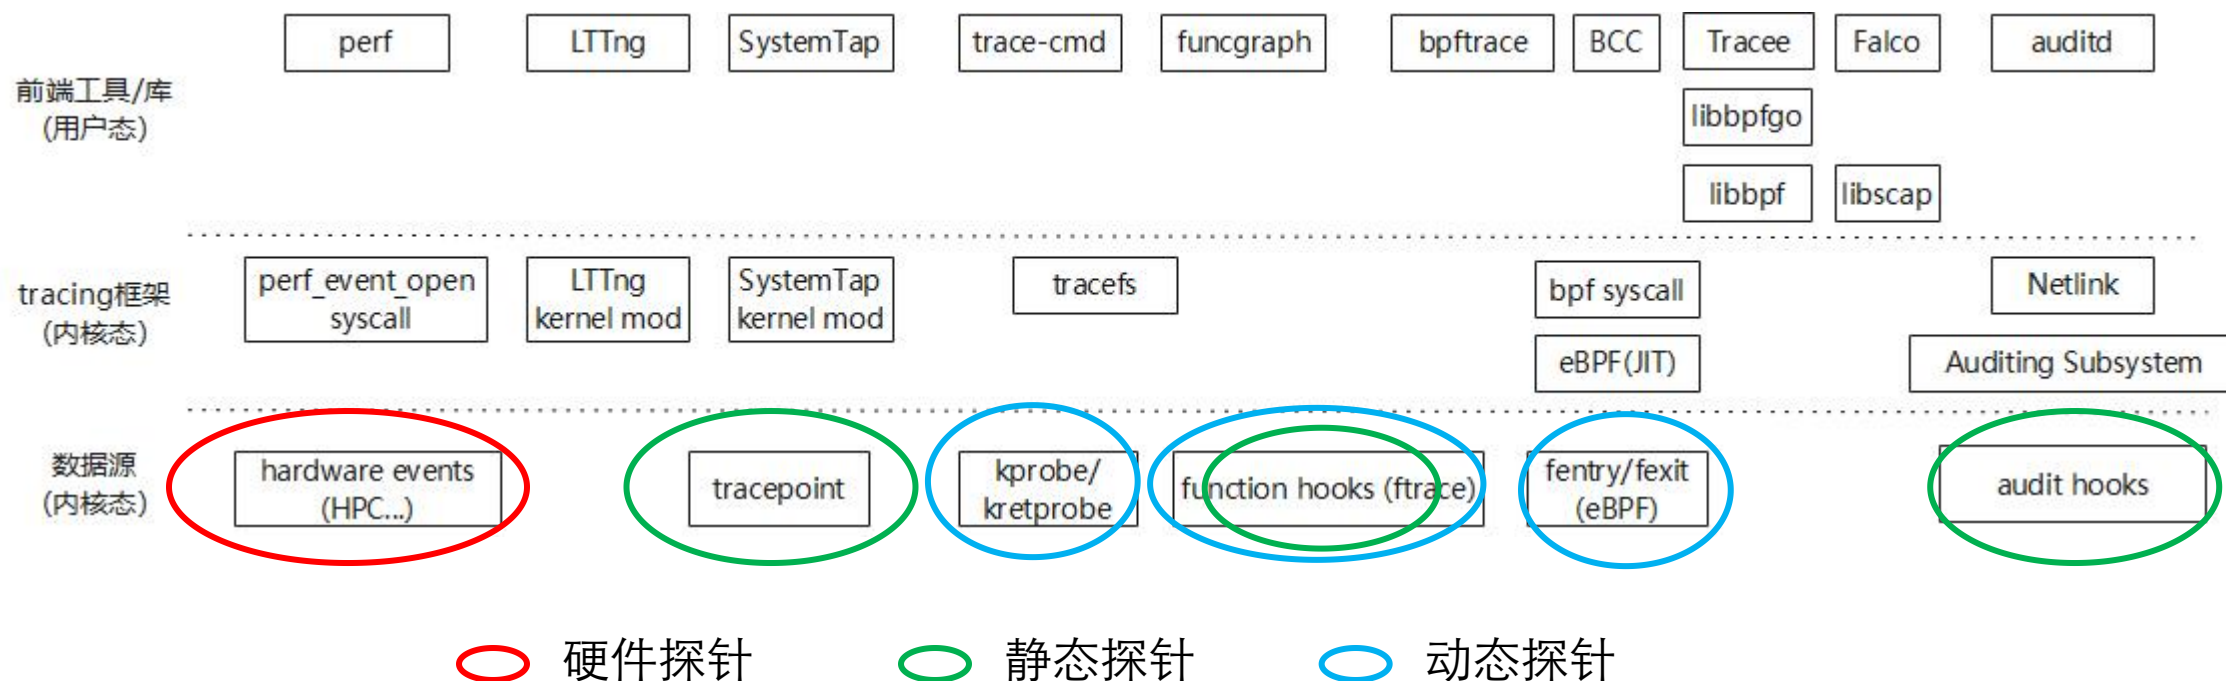 perf
LTTng
SystemTap
trace-cmd
funcgraph
bpftrace
BCC
Tracee
Falco
auditd
前端工具/库
(用户态)
libbpfgo
libbpf
libscap
tracing框架
(内核态)
perf_event_open
syscall
LTTng
kernel mod
SystemTap
kernel mod
tracefs
bpf syscall
eBPF(JIT)
Netlink
Auditing Subsystem
数据源
(内核态)
hardware events
(HPC...)
tracepoint
kprobe/
kretprobe
function hooks (ftrace)
fentry/fexit
(eBPF)
audit hooks
硬件探针
静态探针
动态探针